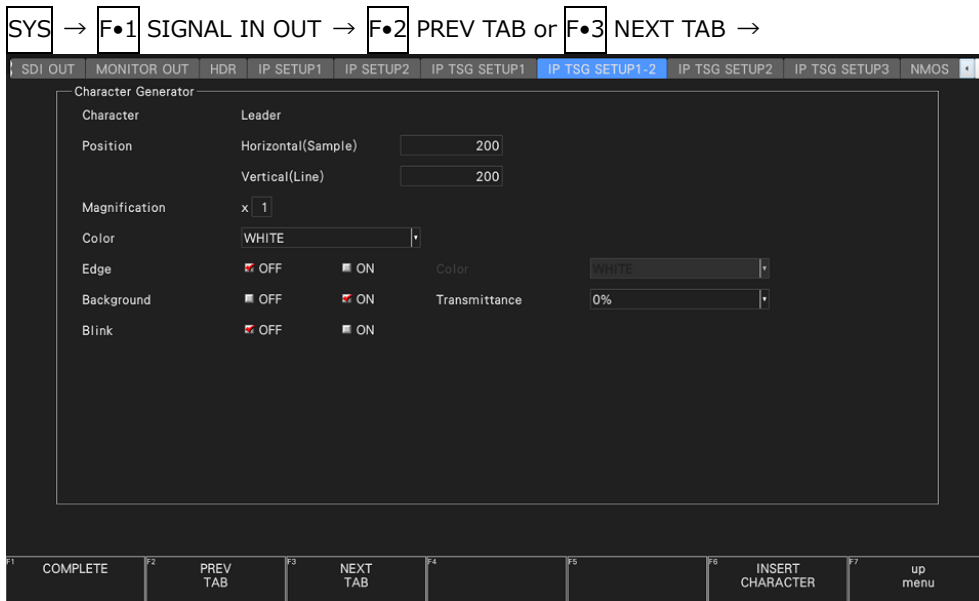 SYS → F•1 SIGNAL IN OUT → F•2 PREV TAB or F•3 NEXT TAB →
SDI OUT MONITOR OUT HDR IP SETUP1 IP SETUP2 IP TSG SETUP1 IP TSG SETUP1-2 IP TSG SETUP2 IP TSG SETUP3 NMOS
Character Generator
Character Leader
Position Horizontal(Sample) 200
Vertical(Line) 200
Magnification x 1
Color WHITE
Edge OFF ON Color WHITE
Background OFF ON Transmittance 0%
Blink OFF ON
F1 COMPLETE
F2 PREV
TAB
F3 NEXT
TAB
F4
F5
F6 INSERT
CHARACTER
F7 up
menu